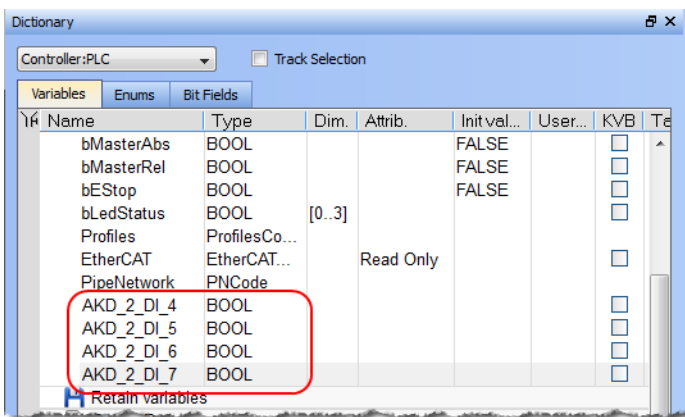 Dictionary
Controller:PLC Track Selection
Variables Enums Bit Fields
Name Type Dim. Attrib. Init val... User... KVB Ta
bMasterAbs BOOL FALSE
bMasterRel BOOL FALSE
bEStop BOOL FALSE
bLedStatus BOOL [0..3]
Profiles ProfilesCo...
EtherCAT EtherCAT... Read Only
PipeNetwork PNCode
AKD_2_DI_4 BOOL
AKD_2_DI_5 BOOL
AKD_2_DI_6 BOOL
AKD_2_DI_7 BOOL
Retain variables